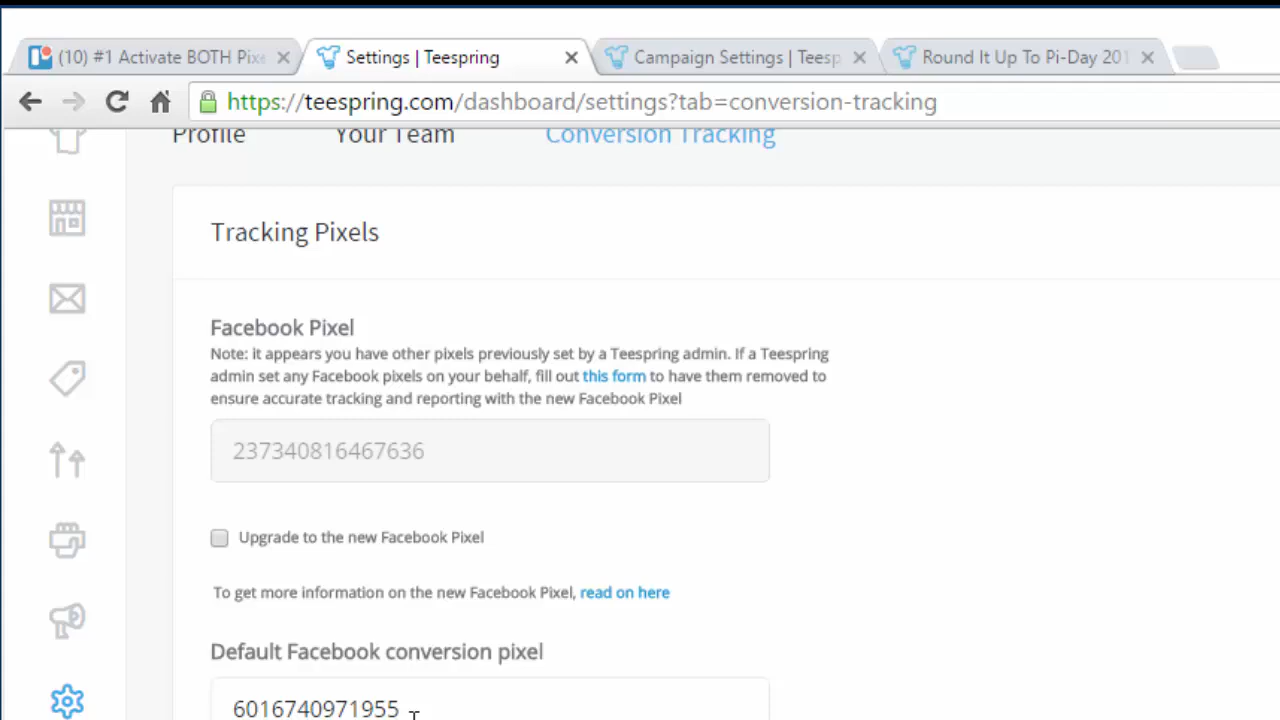 (10) #1 Activate BOTH Pixe
Settings | Teespring
Campaign Settings | Teesp
Round It Up To Pi-Day 201
https://teespring.com/dashboard/settings?tab=conversion-tracking
Profile
Your Team
Conversion Tracking
Tracking Pixels
Facebook Pixel
Note: it appears you have other pixels previously set by a Teespring admin. If a Teespring
admin set any Facebook pixels on your behalf, fill out this form to have them removed to
ensure accurate tracking and reporting with the new Facebook Pixel
237340816467636
Upgrade to the new Facebook Pixel
To get more information on the new Facebook Pixel, read on here
Default Facebook conversion pixel
6016740971955